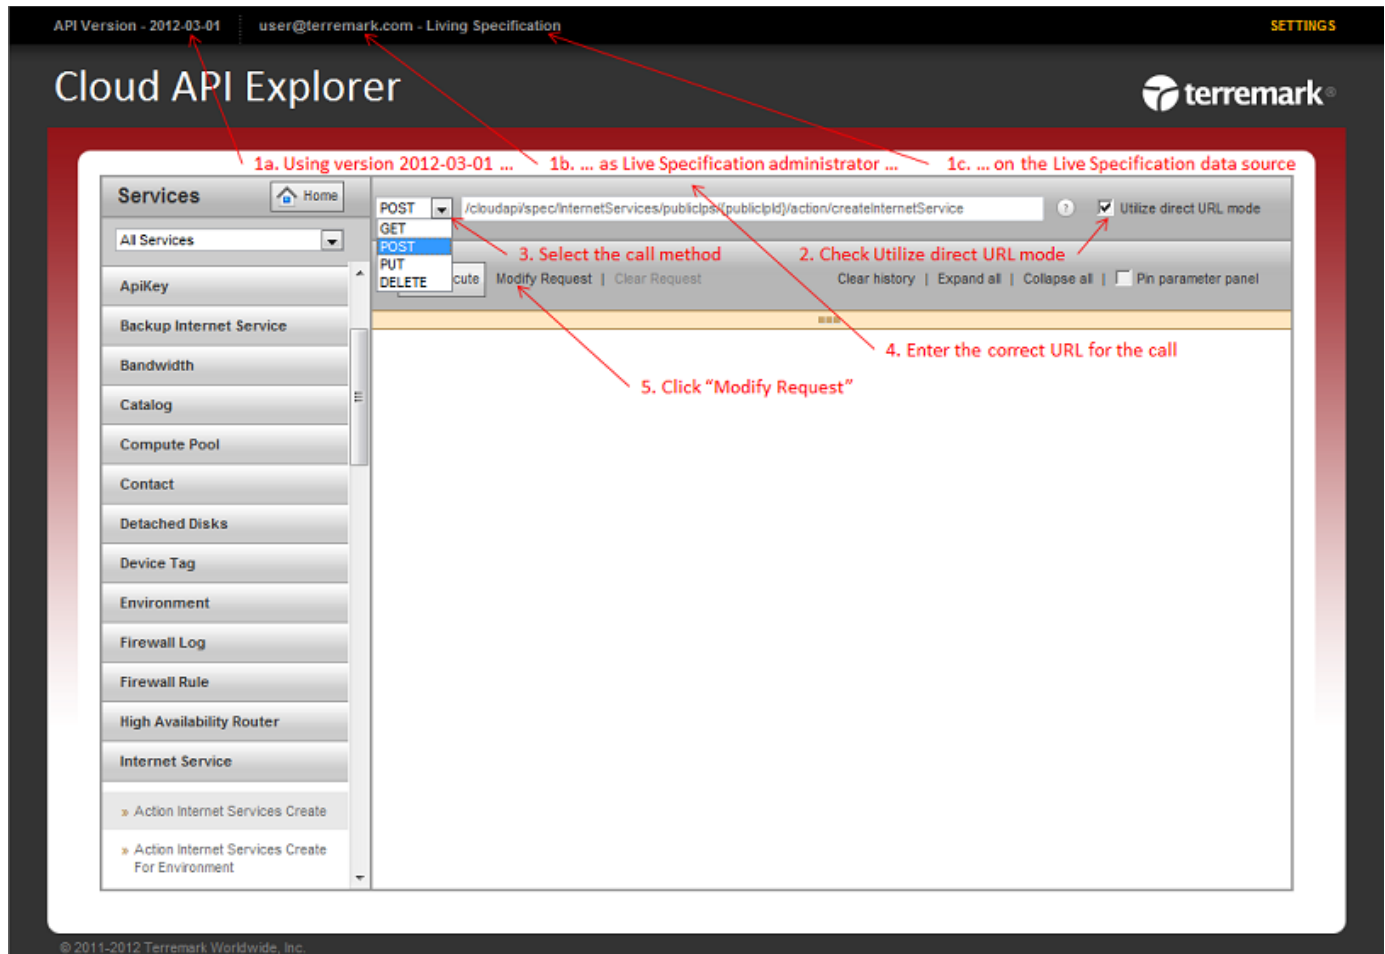 API Version - 2012-03-01 user@terremark.com - Living Specification SETTINGS
Cloud API Explorer
terremark®
1a. Using version 2012-03-01 ... 1b. ... as Live Specification administrator ... 1c. ... on the Live Specification data source
Services Home
POST /cloudapi/spec/InternetServices/publicIps/{publicIpId}/action/createInternetService ? Utilize direct URL mode
GET
All Services
POST
3. Select the call method 2. Check Utilize direct URL mode
PUT
DELETE cute Modify Request | Clear Request Clear history | Expand all | Collapse all | Pin parameter panel
ApiKey
Backup Internet Service
4. Enter the correct URL for the call
Bandwidth
5. Click “Modify Request”
Catalog
Compute Pool
Contact
Detached Disks
Device Tag
Environment
Firewall Log
Firewall Rule
High Availability Router
Internet Service
» Action Internet Services Create
» Action Internet Services Create
For Environment
© 2011-2012 Terremark Worldwide, Inc.